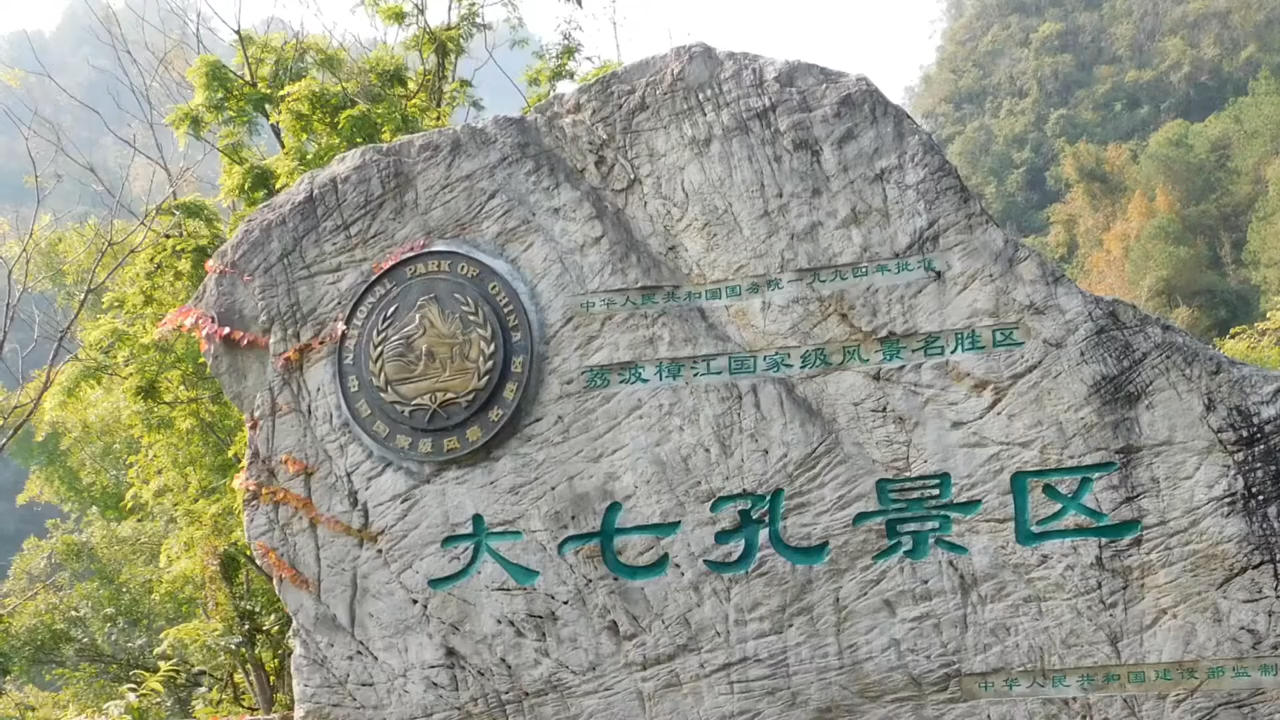 NATIONAL PARK OF CHINA
中国国家级风景名胜区
中华人民共和国国务院一九九四年批准
荔波樟江国家级风景名胜区
大七孔景区
中华人民共和国建设部监制